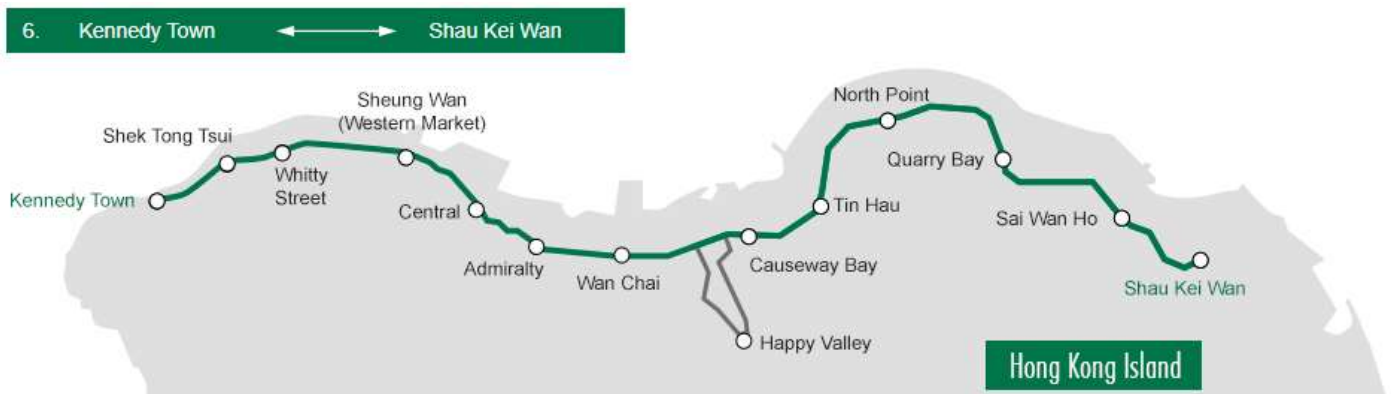 6. Kennedy Town Shau Kei Wan
Sheung Wan
(Western Market)
North Point
Shek Tong Tsui
Quarry Bay
Whitty
Street
Kennedy Town
Central
Tin Hau
Sai Wan Ho
Admiralty
Wan Chai
Causeway Bay
Shau Kei Wan
Happy Valley
Hong Kong Island